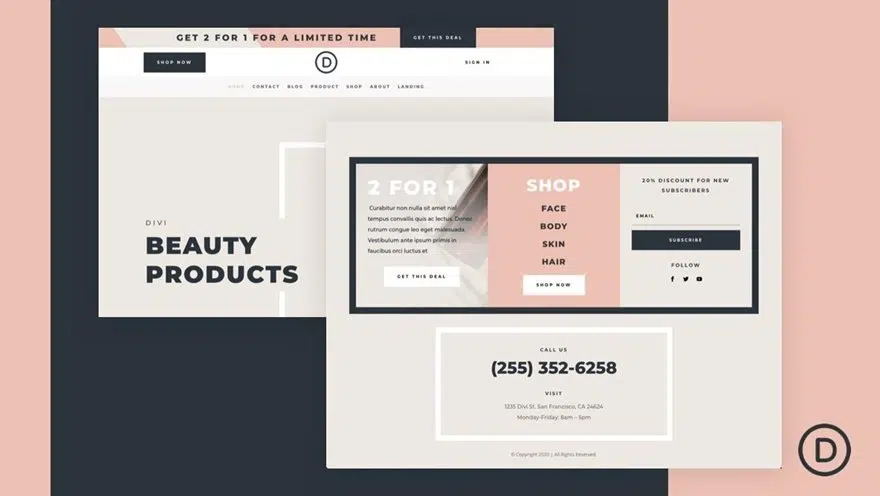 GET 2 FOR 1 FOR A LIMITED TIME
GET THIS DEAL
SHOP NOW
D
SIGN IN
HOME CONTACT BLOG PRODUCT SHOP ABOUT LANDING
DIVI
BEAUTY
PRODUCTS
2 FOR 1
Curabitur non nulla sit amet nisl
tempus convallis quis ac lectus. Donec
rutrum congue leo eget malesuada.
Vestibulum ante ipsum primis in
faucibus orci luctus et
GET THIS DEAL
SHOP
FACE
BODY
SKIN
HAIR
SHOP NOW
20% DISCOUNT FOR NEW
SUBSCRIBERS
EMAIL
SUBSCRIBE
FOLLOW
CALL US
(255) 352-6258
VISIT
1235 Divi St. San Francisco, CA 24624
Monday-Friday: 8am – 5pm
© Copyright 2020 | All Rights Reserved
D